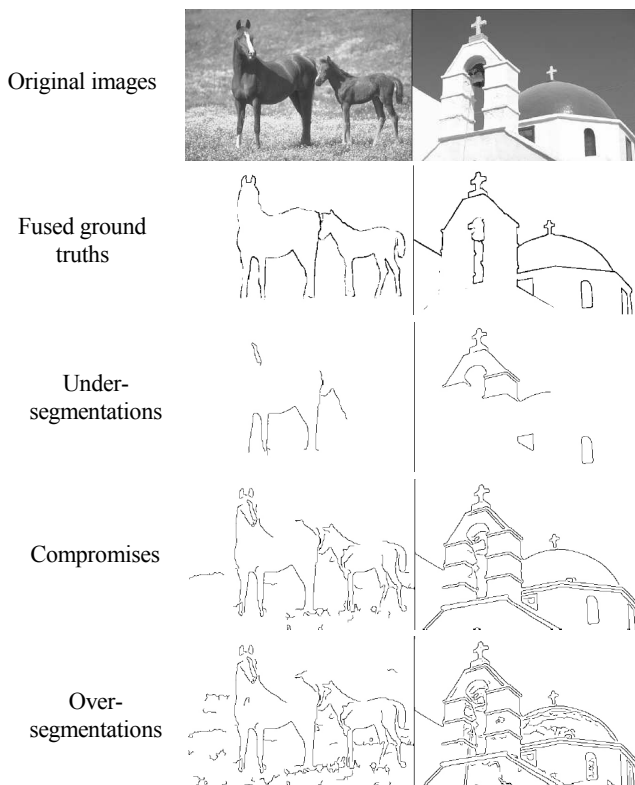 Original images
Fused ground
truths
Under-
segmentations
Compromises
Over-
segmentations